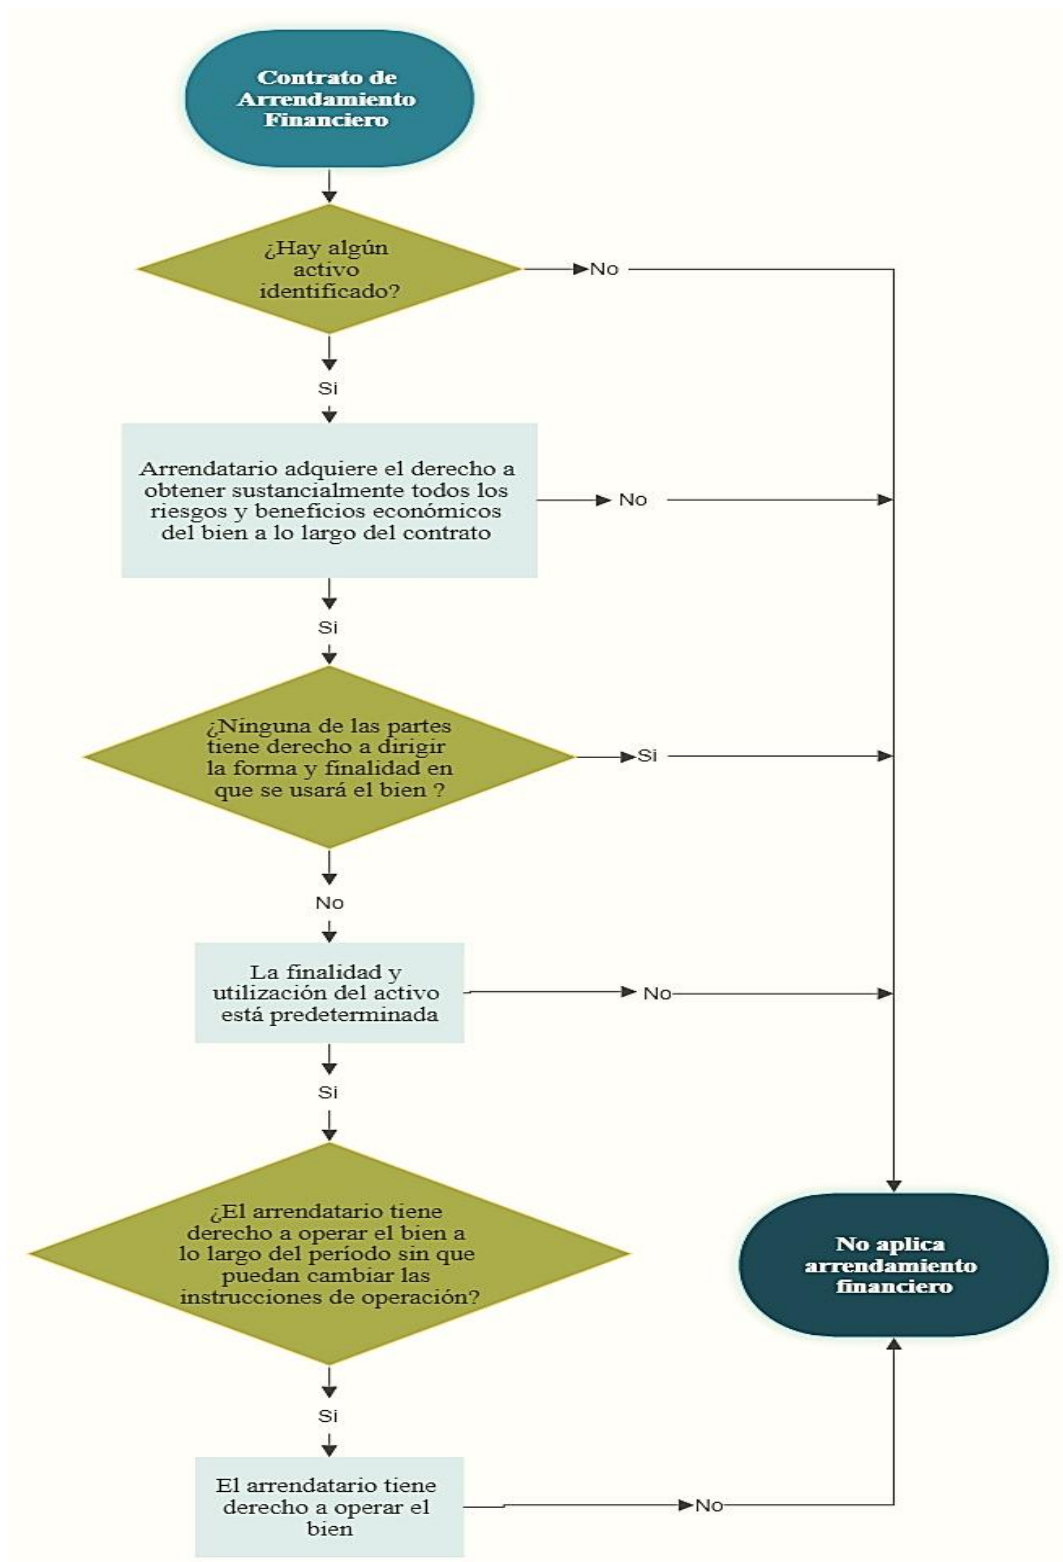 Contrato de
Arrendamiento
Financiero
¿Hay algún
activo
identificado?
No
Si
Arrendatario adquiere el derecho a
obtener sustancialmente todos los
riesgos y beneficios económicos
del bien a lo largo del contrato
No
Si
¿Ninguna de las partes
tiene derecho a dirigir
la forma y finalidad en
que se usará el bien ?
Si
No
La finalidad y
utilización del activo
está predeterminada
No
Si
¿El arrendatario tiene
derecho a operar el bien a
lo largo del período sin que
puedan cambiar las
instrucciones de operación?
No aplica
arrendamiento
financiero
Si
El arrendatario tiene
derecho a operar el
bien
No